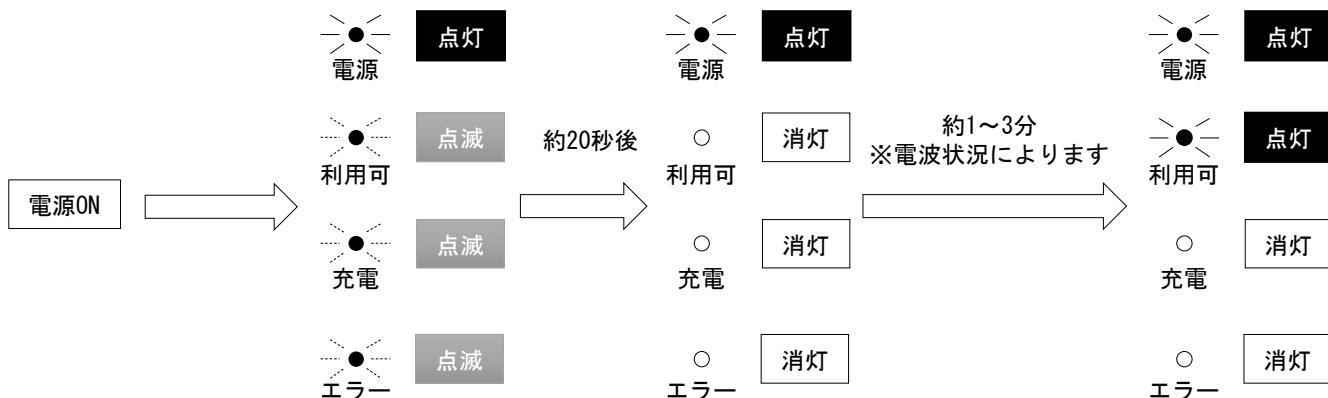 電源ON
点灯
電源
点滅
利用可
点滅
充電
点滅
エラー
約20秒後
点灯
電源
消灯
利用可
消灯
充電
消灯
エラー
約1～3分
※電波状況によります
点灯
電源
点灯
利用可
消灯
充電
消灯
エラー